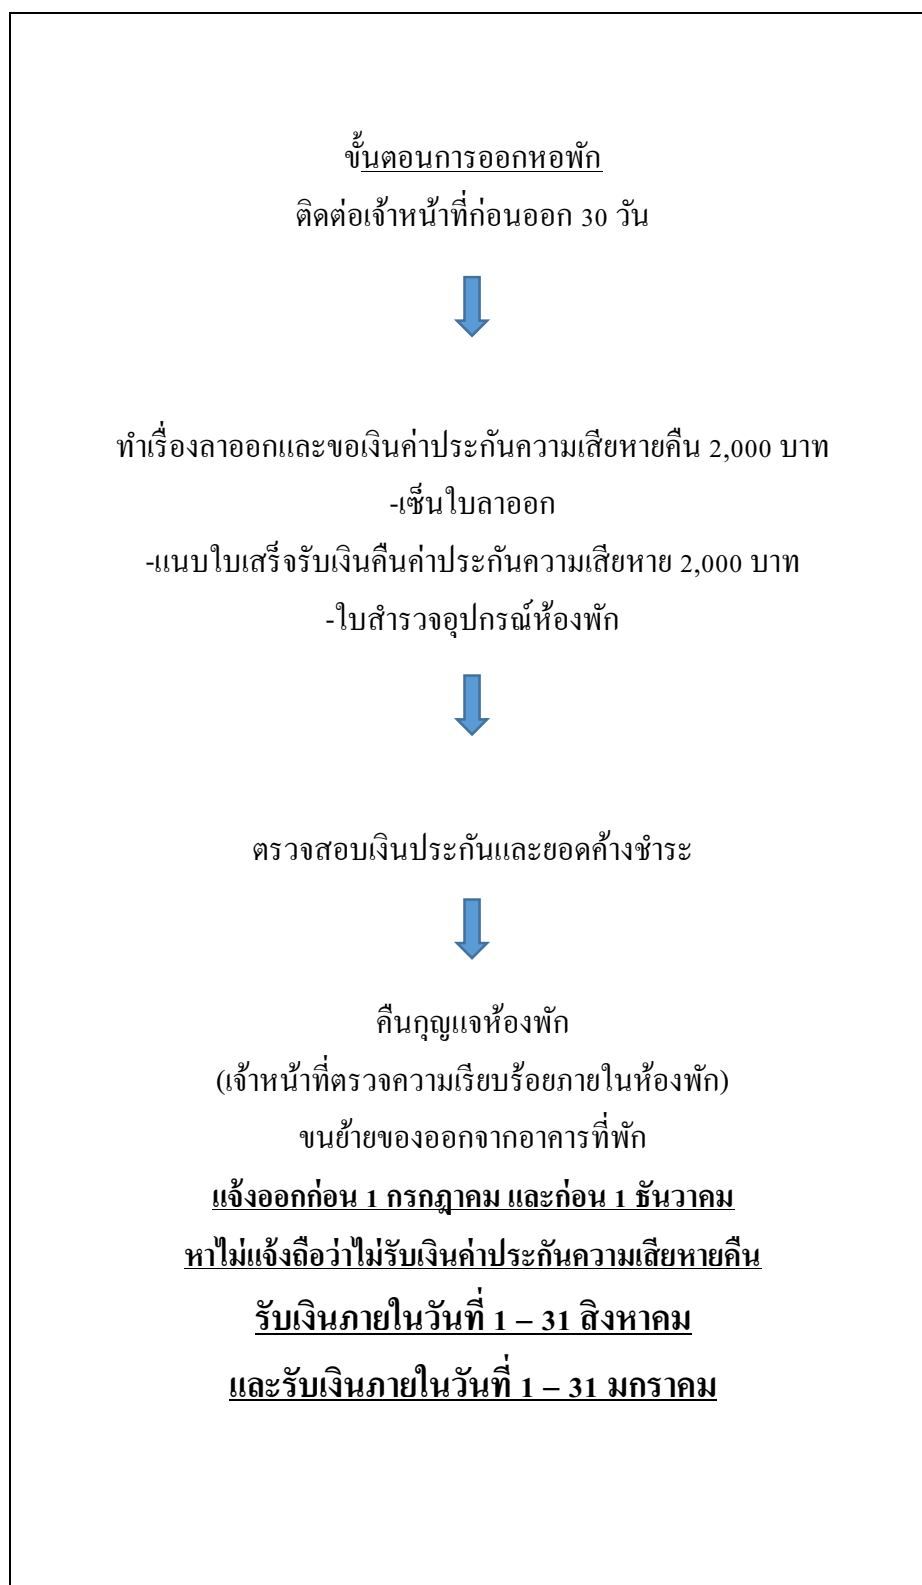 ขั้นตอนการออกหอพัก
ติดต่อเจ้าหน้าที่ก่อนออก 30 วัน
ทำเรื่องลาออกและขอเงินค่าประกันความเสียหายคืน 2,000 บาท
-เซ็นใบลาออก
-แนบใบเสร็จรับเงินคืนค่าประกันความเสียหาย 2,000 บาท
-ใบสำรวจอุปกรณ์ห้องพัก
ตรวจสอบเงินประกันและยอดค้างชำระ
คืนกุญแจห้องพัก
(เจ้าหน้าที่ตรวจความเรียบร้อยภายในห้องพัก)
ขนย้ายของออกจากอาคารที่พัก
แจ้งออกก่อน 1 กรกฎาคม และก่อน 1 ธันวาคม
หาไม่แจ้งถือว่าไม่รับเงินค่าประกันความเสียหายคืน
รับเงินภายในวันที่ 1 – 31 สิงหาคม
และรับเงินภายในวันที่ 1 – 31 มกราคม